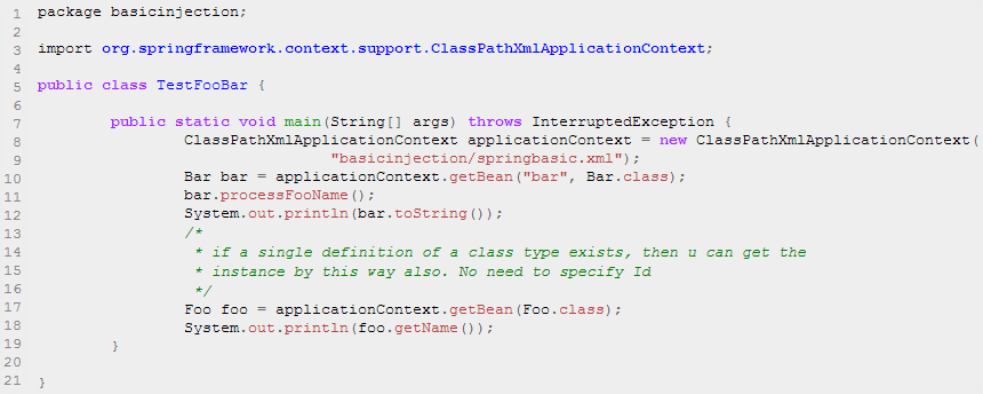 1 package basicinjection;
2
3 import org.springframework.context.support.ClassPathXmlApplicationContext;
4
5 public class TestFooBar {
6
7 public static void main(String[] args) throws InterruptedException {
8 ClassPathXmlApplicationContext applicationContext = new ClassPathXmlApplicationContext(
9 "basicinjection/springbasic.xml");
10 Bar bar = applicationContext.getBean("bar", Bar.class);
11 bar.processFooName();
12 System.out.println(bar.toString());
13 /*
14 * if a single definition of a class type exists, then u can get the
15 * instance by this way also. No need to specify Id
16 */
17 Foo foo = applicationContext.getBean(Foo.class);
18 System.out.println(foo.getName());
19 }
20
21 }